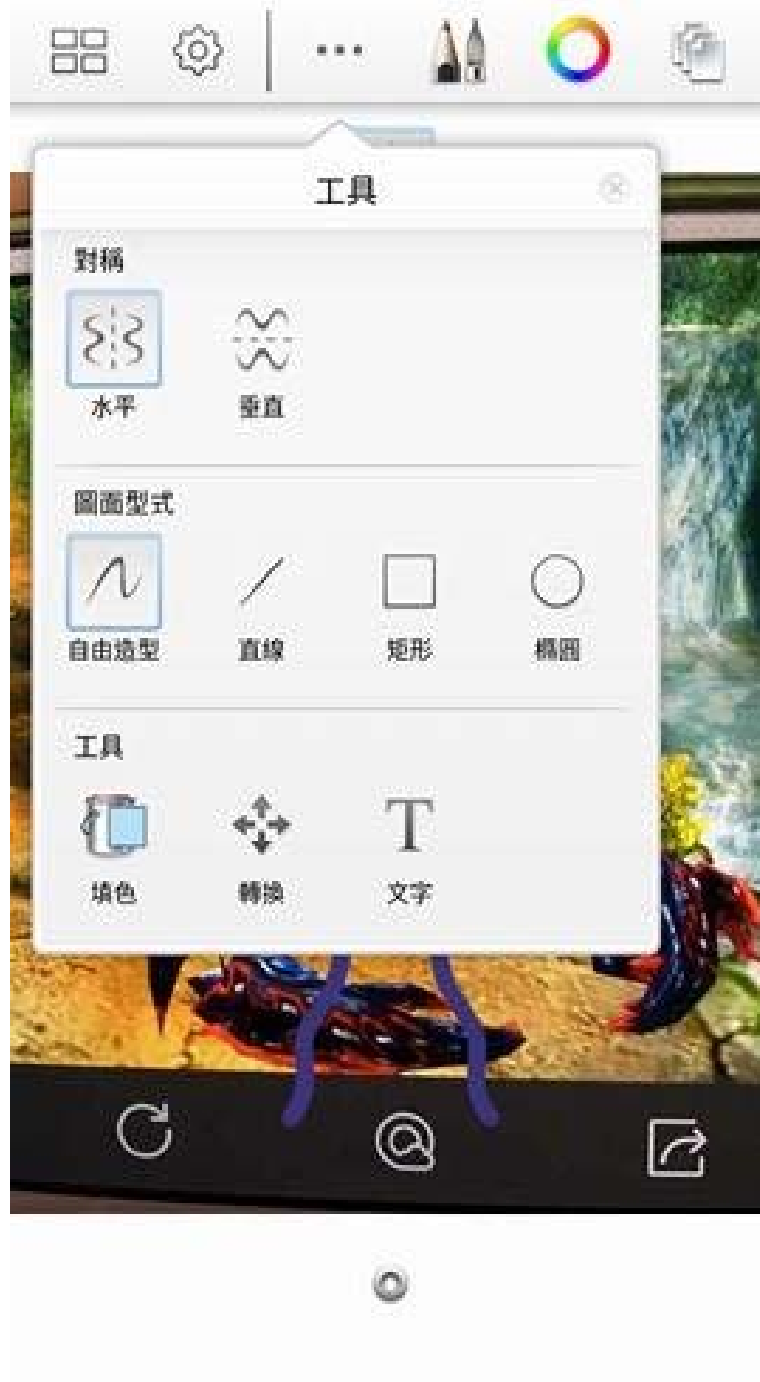 工具
對稱
水平 垂直
圖面型式
自由造型 直線 矩形 橢圓
工具
填色 轉換 文字